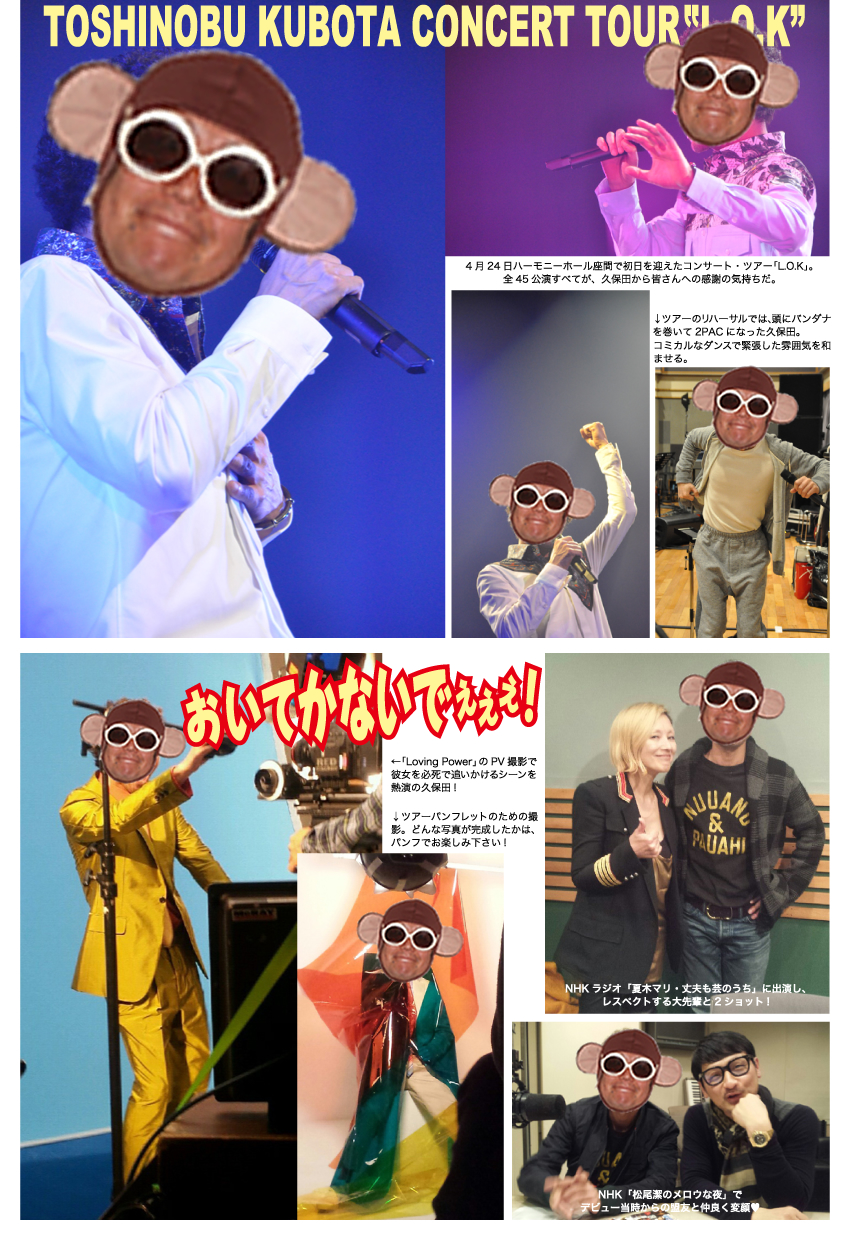 TOSHINOBU KUBOTA CONCERT TOUR“L.O.K”
4月24日ハーモニーホール座間で初日を迎えたコンサート・ツアー「L.O.K」。
全45公演すべてが、久保田から皆さんへの感謝の気持ちだ。
↓ツアーのリハーサルでは、頭にバンダナ
を巻いて2PACになった久保田。
コミカルなダンスで緊張した雰囲気を和
ませる。
おいてかないでぇぇぇ!
←「Loving Power」のPV撮影で
彼女を必死で追いかけるシーンを
熱演の久保田!
↓ツアーパンフレットのための撮
影。どんな写真が完成したかは、
パンフでお楽しみ下さい!
RED
NUUANU
&
PAUAHI
NHKラジオ「夏木マリ・丈夫も芸のうち」に出演し、
レスペクトする大先輩と2ショット!
NHK「松尾潔のメロウな夜」で
デビュー当時からの盟友と仲良く変顔♥